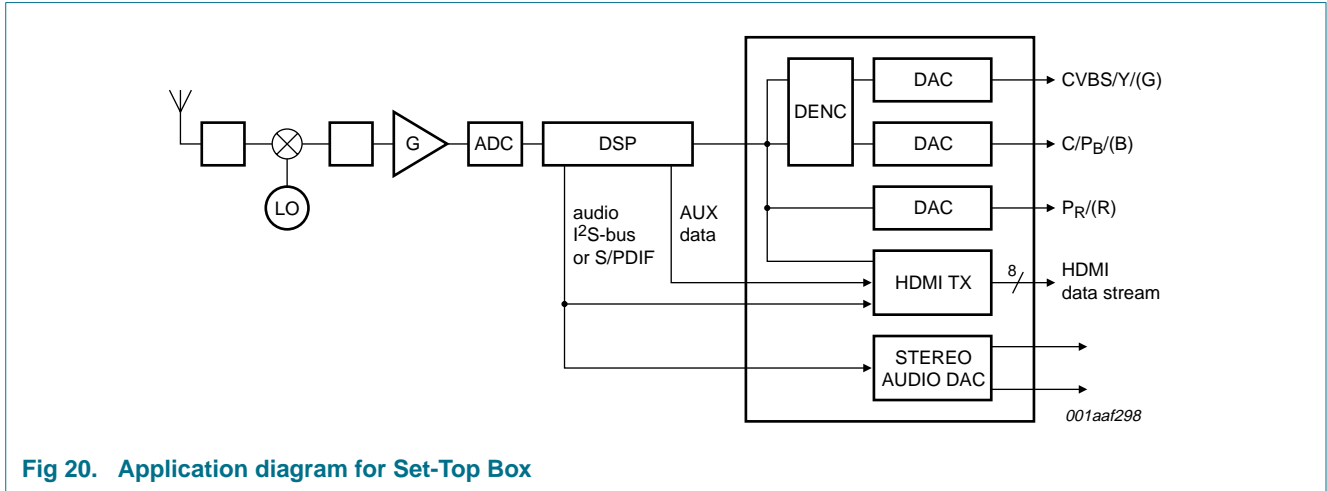 G
ADC
DSP
LO
audio
I2S-bus
or S/PDIF
AUX
data
DENC
DAC
CVBS/Y/(G)
DAC
C/PB/(B)
DAC
PR/(R)
HDMI TX
8
HDMI
data stream
STEREO
AUDIO DAC
001aaf298
Fig 20. Application diagram for Set-Top Box